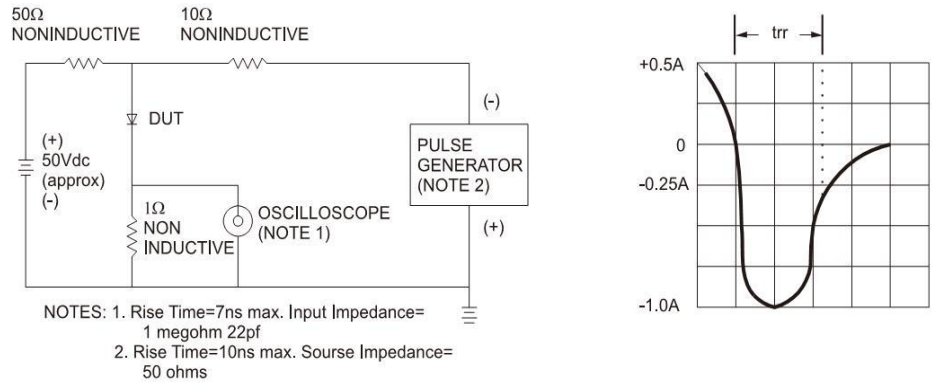 50Ω
NONINDUCTIVE
10Ω
NONINDUCTIVE
DUT
(+)
50Vdc
(approx)
(-)
1Ω
NON
INDUCTIVE
OSCILLOSCOPE
(NOTE 1)
(-)
PULSE
GENERATOR
(NOTE 2)
(+)
NOTES: 1. Rise Time=7ns max. Input Impedance=
1 megohm 22pf
2. Rise Time=10ns max. Sourse Impedance=
50 ohms
trr
+0.5A
0
-0.25A
-1.0A